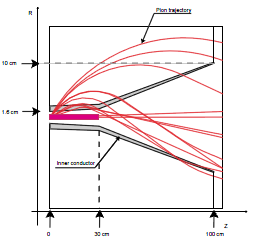 R
Pion trajectory
10 cm
1.6 cm
Inner conductor
0
30 cm
100 cm
Z